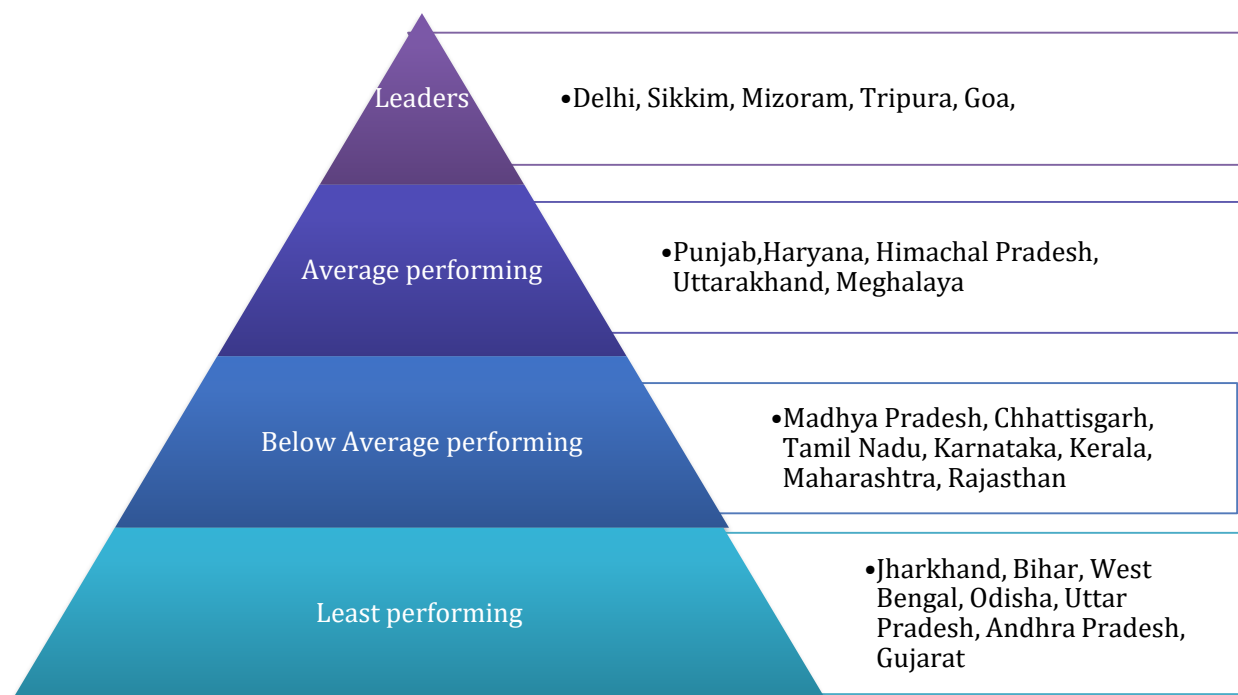 Leaders
•Delhi, Sikkim, Mizoram, Tripura, Goa,
Average performing
•Punjab,Haryana, Himachal Pradesh,
Uttarakhand, Meghalaya
Below Average performing
•Madhya Pradesh, Chhattisgarh,
Tamil Nadu, Karnataka, Kerala,
Maharashtra, Rajasthan
Least performing
•Jharkhand, Bihar, West
Bengal, Odisha, Uttar
Pradesh, Andhra Pradesh,
Gujarat